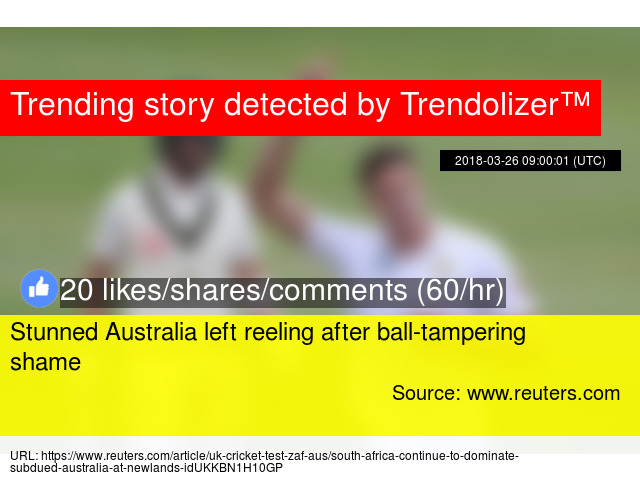 Trending story detected by Trendolizer™
2018-03-26 09:00:01 (UTC)
20 likes/shares/comments (60/hr)
Stunned Australia left reeling after ball-tampering
shame
Source: www.reuters.com
URL: https://www.reuters.com/article/uk-cricket-test-zaf-aus/south-africa-continue-to-dominate-
subdued-australia-at-newlands-idUKKBN1H10GP